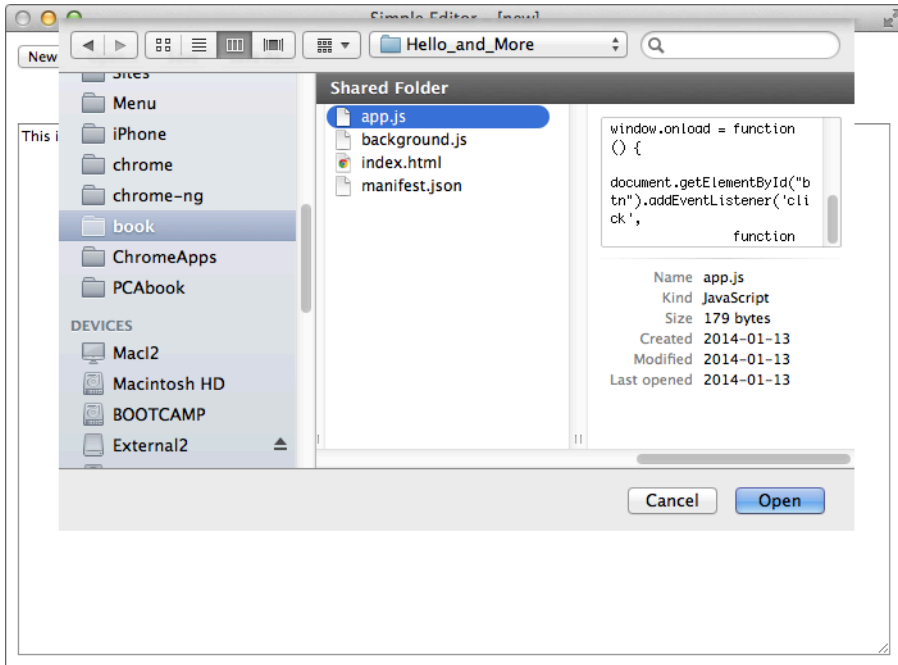 Simple Editor – [new]
New
Hello_and_More
This i
Sites
Menu
iPhone
chrome
chrome-ng
book
ChromeApps
PCAbook
DEVICES
MacI2
Macintosh HD
BOOTCAMP
External2
Shared Folder
app.js
background.js
index.html
manifest.json
window.onload = function
() {
document.getElementById("b
tn").addEventListener('cli
ck',
function
Name app.js
Kind JavaScript
Size 179 bytes
Created 2014-01-13
Modified 2014-01-13
Last opened 2014-01-13
Cancel
Open